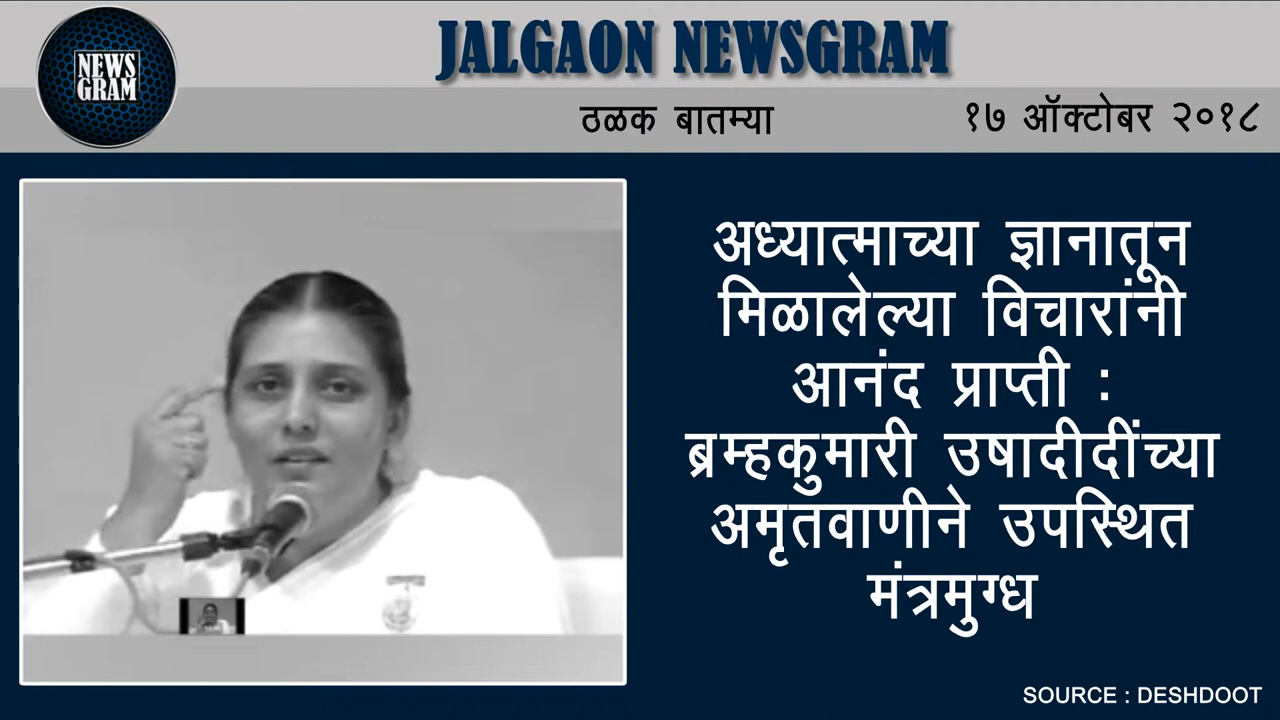 NEWS
GRAM
JALGAON NEWSGRAM
ठळक बातम्या
१७ ऑक्टोबर २०१८
अध्यात्माच्या ज्ञानातून
मिळालेल्या विचारांनी
आनंद प्राप्ती :
ब्रम्हकुमारी उषादीदींच्या
अमृतवाणीने उपस्थित
मंत्रमुग्ध
SOURCE : DESHDOOT